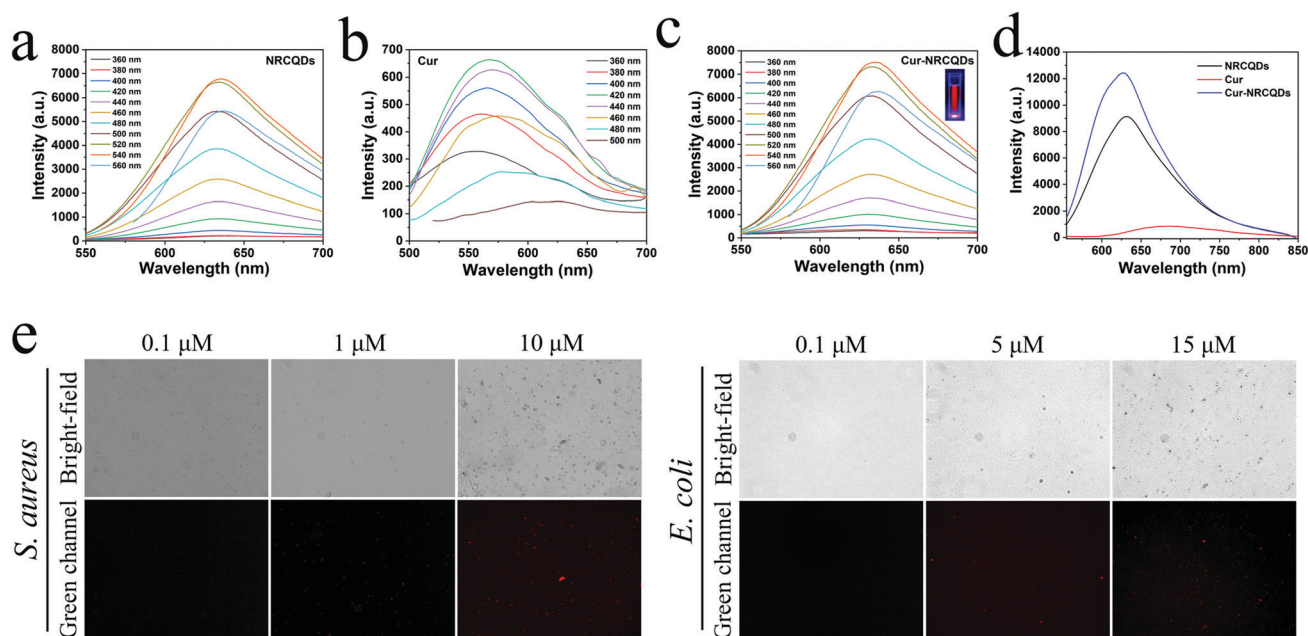 a
8000
7000
6000
5000
4000
3000
2000
1000
0
Intensity (a.u.)
360 nm
380 nm
400 nm
420 nm
440 nm
460 nm
480 nm
500 nm
520 nm
540 nm
560 nm
NRCQDs
550 600 650 700
Wavelength (nm)
b
700
600
500
400
300
200
100
0
Intensity (a.u.)
Cur
360 nm
380 nm
400 nm
420 nm
440 nm
460 nm
480 nm
500 nm
500 550 600 650 700
Wavelength (nm)
c
8000
7000
6000
5000
4000
3000
2000
1000
0
Intensity (a.u.)
360 nm
380 nm
400 nm
420 nm
440 nm
460 nm
480 nm
500 nm
520 nm
540 nm
560 nm
Cur-NRCQDs
550 600 650 700
Wavelength (nm)
d
14000
12000
10000
8000
6000
4000
2000
0
Intensity (a.u.)
NRCQDs
Cur
Cur-NRCQDs
600 650 700 750 800 850
Wavelength (nm)
e
0.1 μM 1 μM 10 μM
S. aureus
Bright-field
Green channel
0.1 μM 5 μM 15 μM
E. coli
Bright-field
Green channel